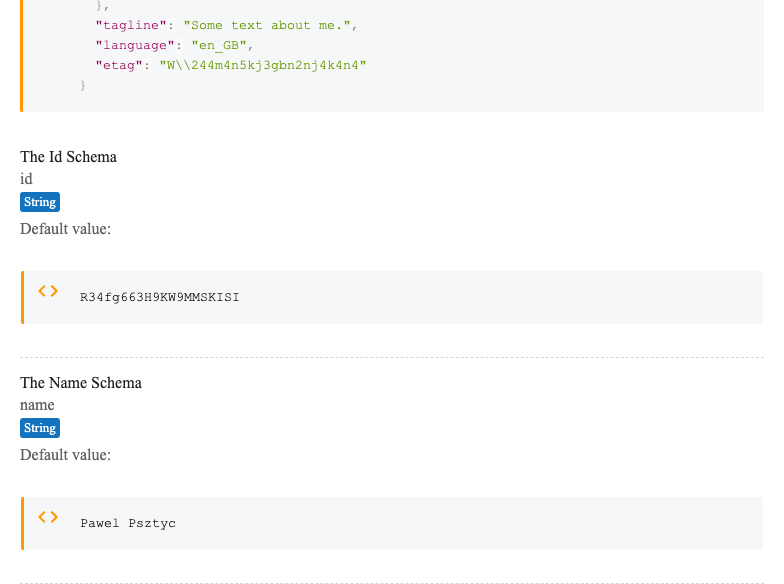 },
"tagline": "Some text about me.",
"language": "en_GB",
"etag": "W\\244m4n5kj3gbn2nj4k4n4"
}
The Id Schema
id
String
Default value:
<> R34fg663H9KW9MMSKISI
The Name Schema
name
String
Default value:
<> Pawel Psztyc